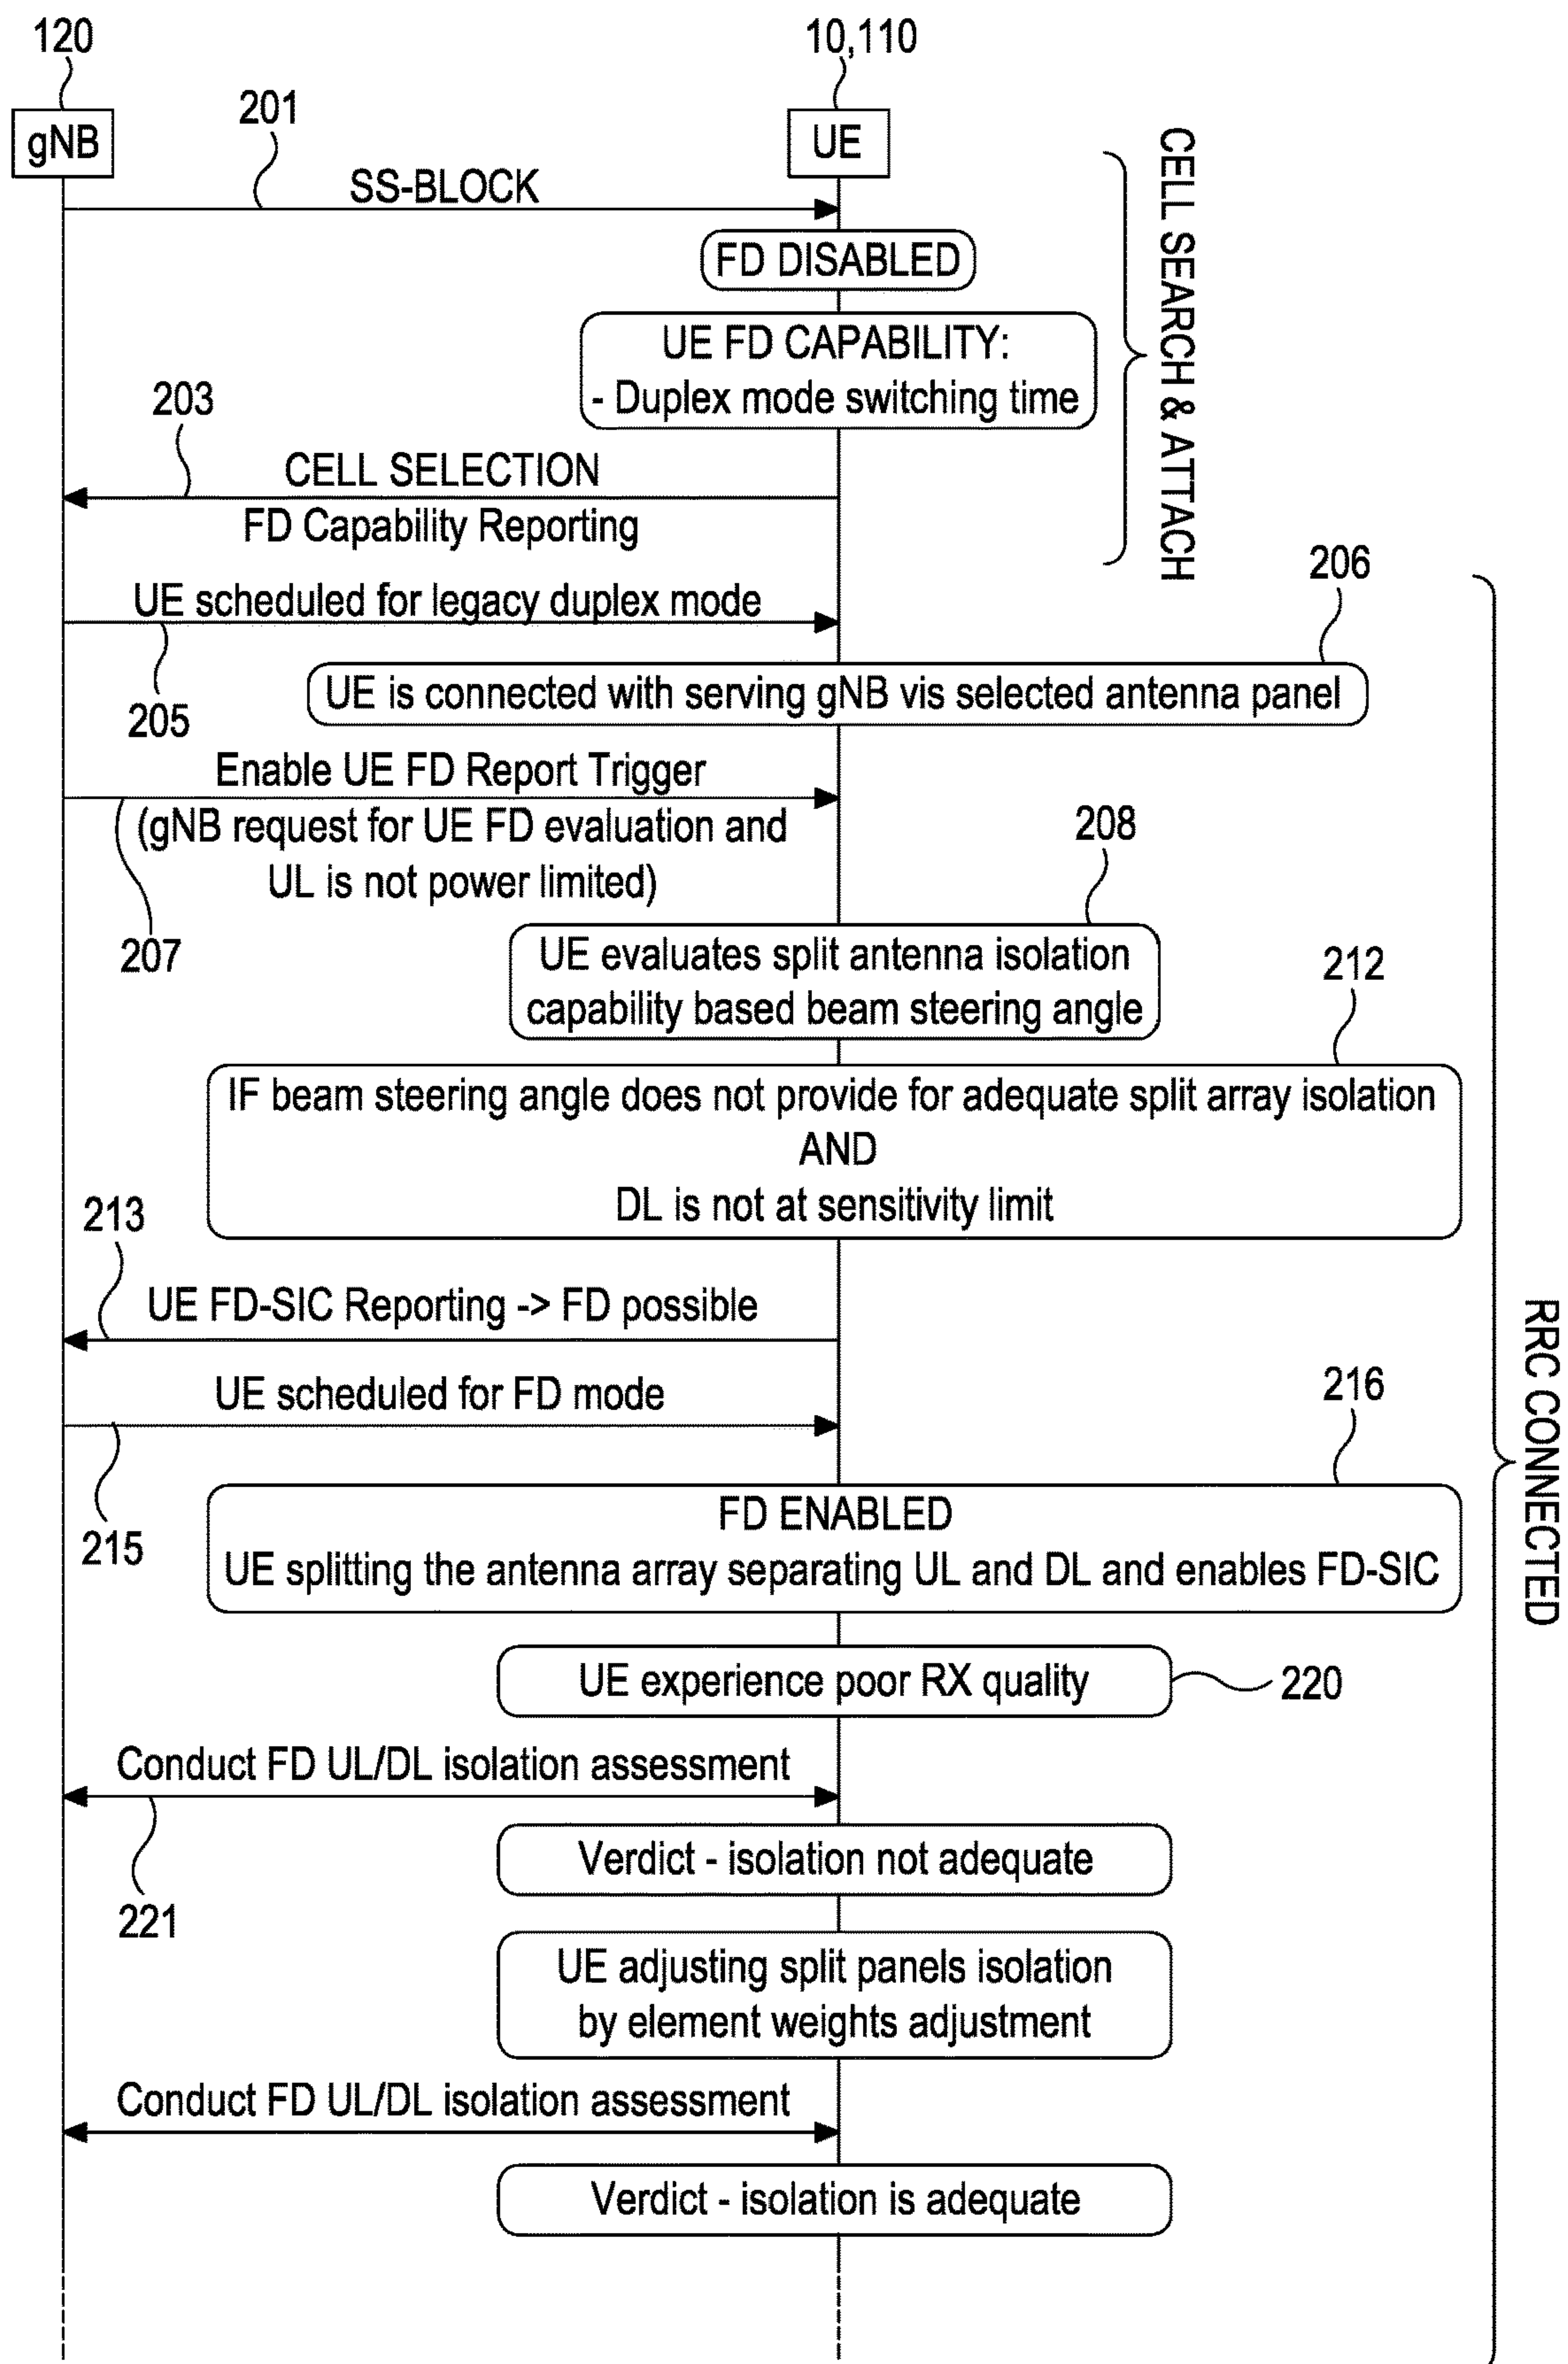 120
10,110
gNB
201
UE
SS-BLOCK
FD DISABLED
UE FD CAPABILITY:
- Duplex mode switching time
CELL SEARCH & ATTACH
203
CELL SELECTION
FD Capability Reporting
206
UE scheduled for legacy duplex mode
205
UE is connected with serving gNB vis selected antenna panel
Enable UE FD Report Trigger
(gNB request for UE FD evaluation and
UL is not power limited)
207
208
UE evaluates split antenna isolation
capability based beam steering angle
212
IF beam steering angle does not provide for adequate split array isolation
AND
DL is not at sensitivity limit
213
UE FD-SIC Reporting -> FD possible
UE scheduled for FD mode
216
215
FD ENABLED
UE splitting the antenna array separating UL and DL and enables FD-SIC
RRC CONNECTED
UE experience poor RX quality
220
Conduct FD UL/DL isolation assessment
221
Verdict - isolation not adequate
UE adjusting split panels isolation
by element weights adjustment
Conduct FD UL/DL isolation assessment
Verdict - isolation is adequate